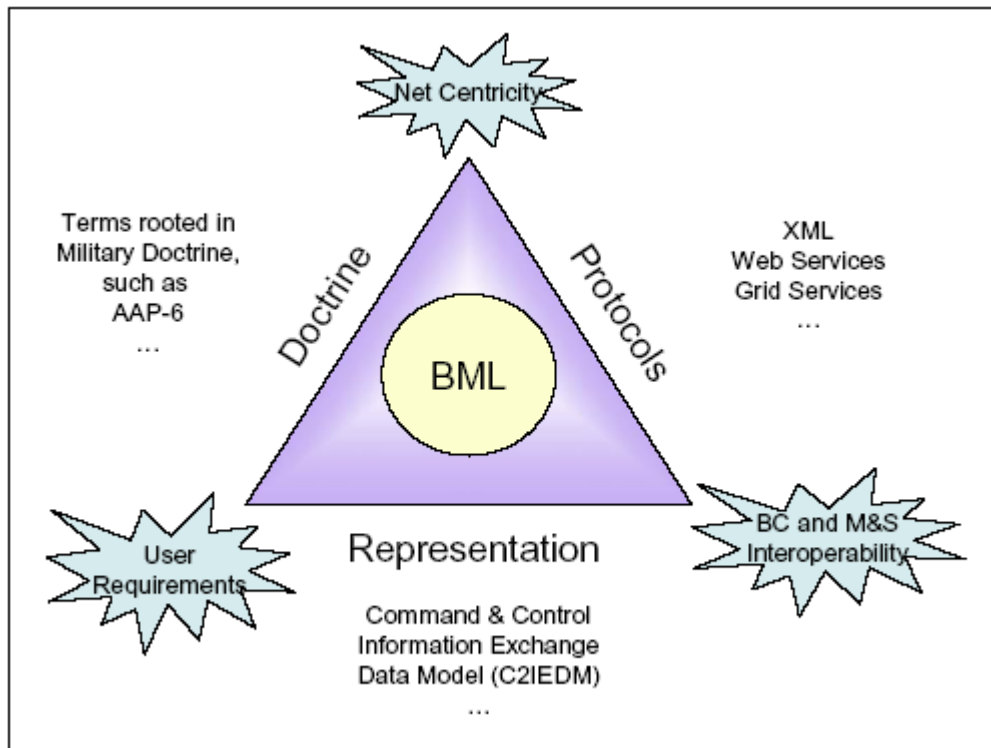 Net Centricity
Terms rooted in
Military Doctrine,
such as
AAP-6
...
Doctrine
Protocols
XML
Web Services
Grid Services
...
BML
User
Requirements
Representation
BC and M&S
Interoperability
Command & Control
Information Exchange
Data Model (C2IEDM)
...